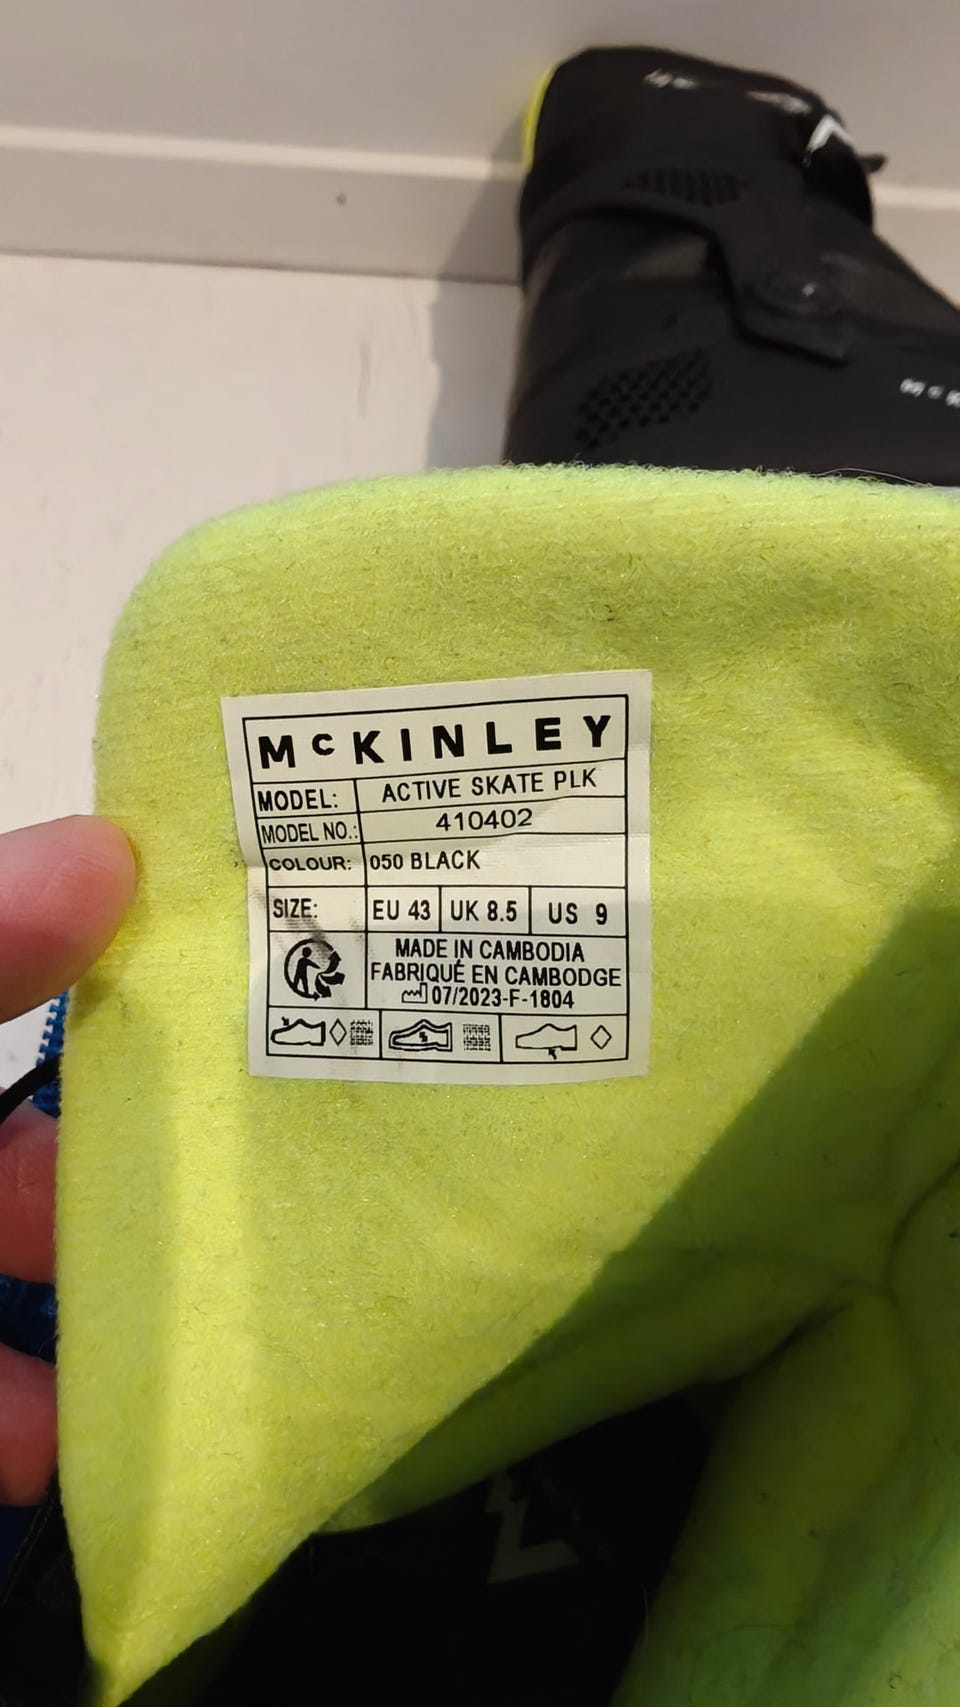 McKINLEY
MODEL: ACTIVE SKATE PLK
MODEL NO.: 410402
COLOUR: 050 BLACK
SIZE: EU 43 UK 8.5 US 9
MADE IN CAMBODIA
FABRIQUÉ EN CAMBODGE
07/2023-F-1804